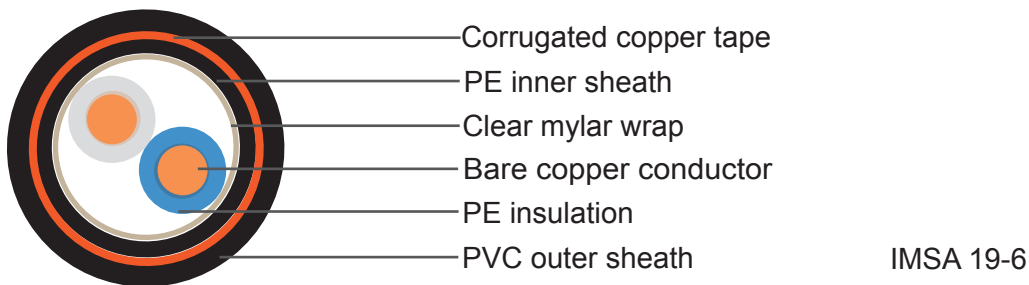 Corrugated copper tape
PE inner sheath
Clear mylar wrap
Bare copper conductor
PE insulation
PVC outer sheath
IMSA 19-6